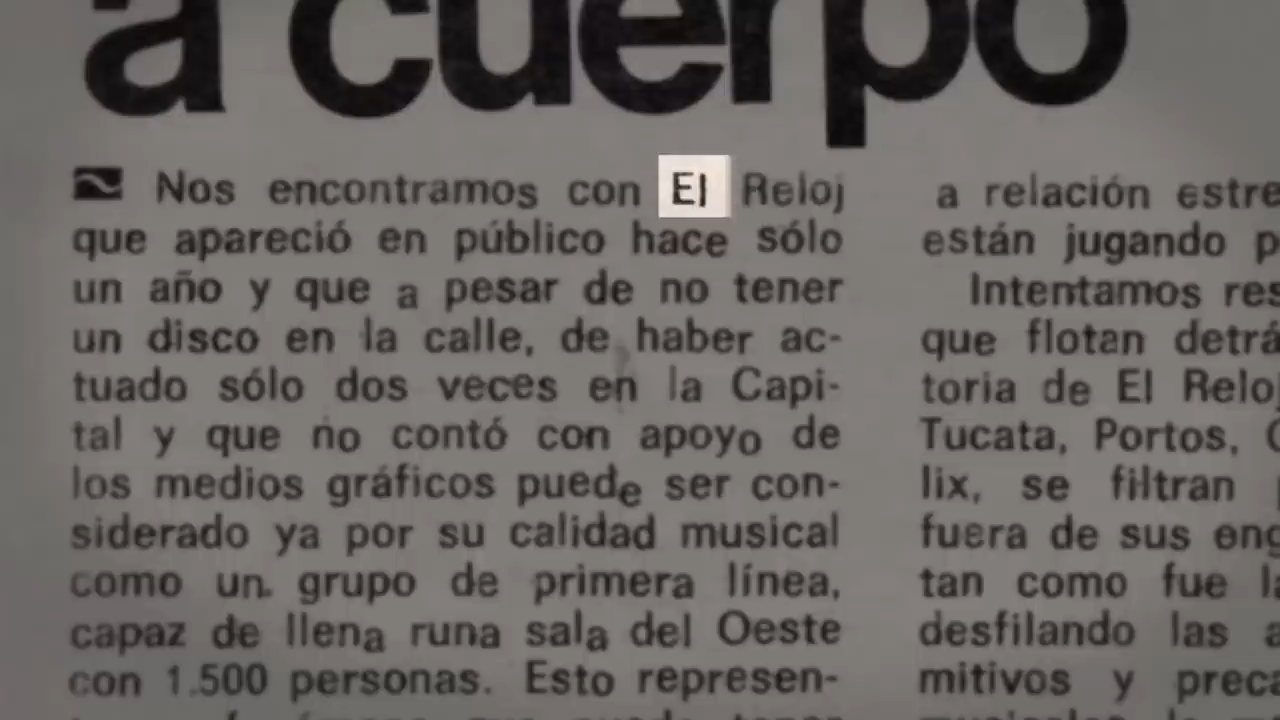 a cuerpo
Nos encontramos con El Reloj
que apareció en público hace sólo
un año y que a pesar de no tener
un disco en la calle, de haber ac-
tuado sólo dos veces en la Capi-
tal y que no contó con apoyo de
los medios gráficos puede ser con-
siderado ya por su calidad musical
como un grupo de primera línea,
capaz de llena runa sala del Oeste
con 1.500 personas. Esto represen-
a relación
están jugando
Intentamos
que flotan
toria de El Reloj
Tucata, Portos,
lix, se filtran
fuera de sus
tan como fue
desfilando las
mitivos y